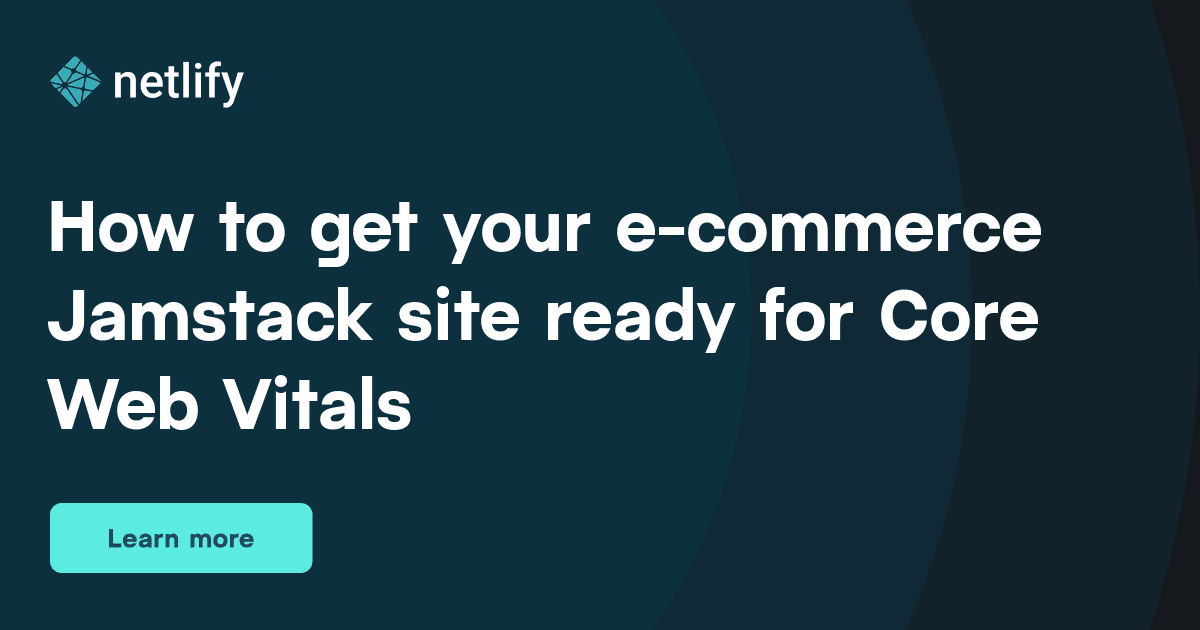 netlify
How to get your e-commerce
Jamstack site ready for Core
Web Vitals
Learn more